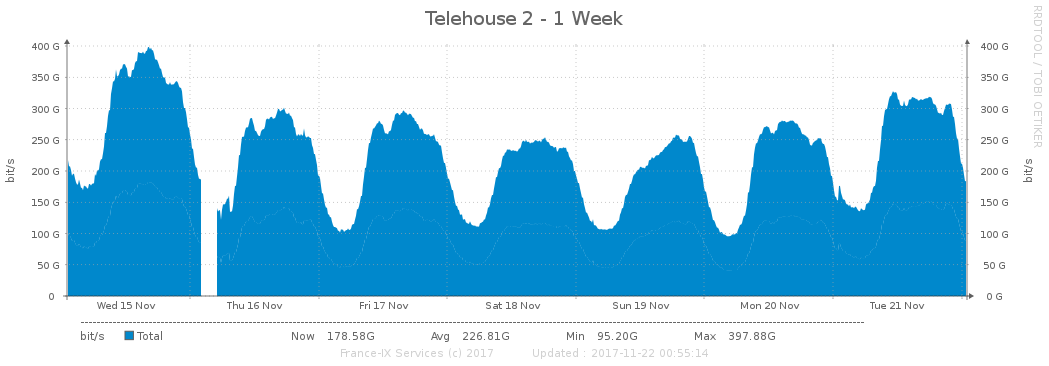 Telehouse 2 - 1 Week
RRDTOOL / TOBI OETIKER
400 G 400 G
350 G 350 G
300 G 300 G
250 G 250 G
200 G 200 G
150 G 150 G
100 G 100 G
50 G 50 G
0 0 G
bit/s bit/s
Wed 15 Nov Thu 16 Nov Fri 17 Nov Sat 18 Nov Sun 19 Nov Mon 20 Nov Tue 21 Nov
bit/s Total Now 178.58G Avg 226.81G Min 95.20G Max 397.88G
France-IX Services (c) 2017 Updated : 2017-11-22 00:55:14